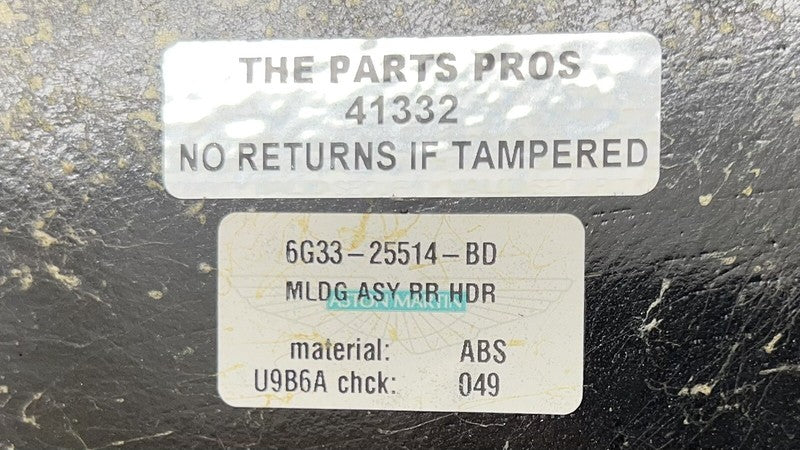 THE PARTS PROS
41332
NO RETURNS IF TAMPERED
6G33-25514-BD
MLDG ASY RR HDR
ASTON MARTIN
material: ABS
U9B6A chck: 049